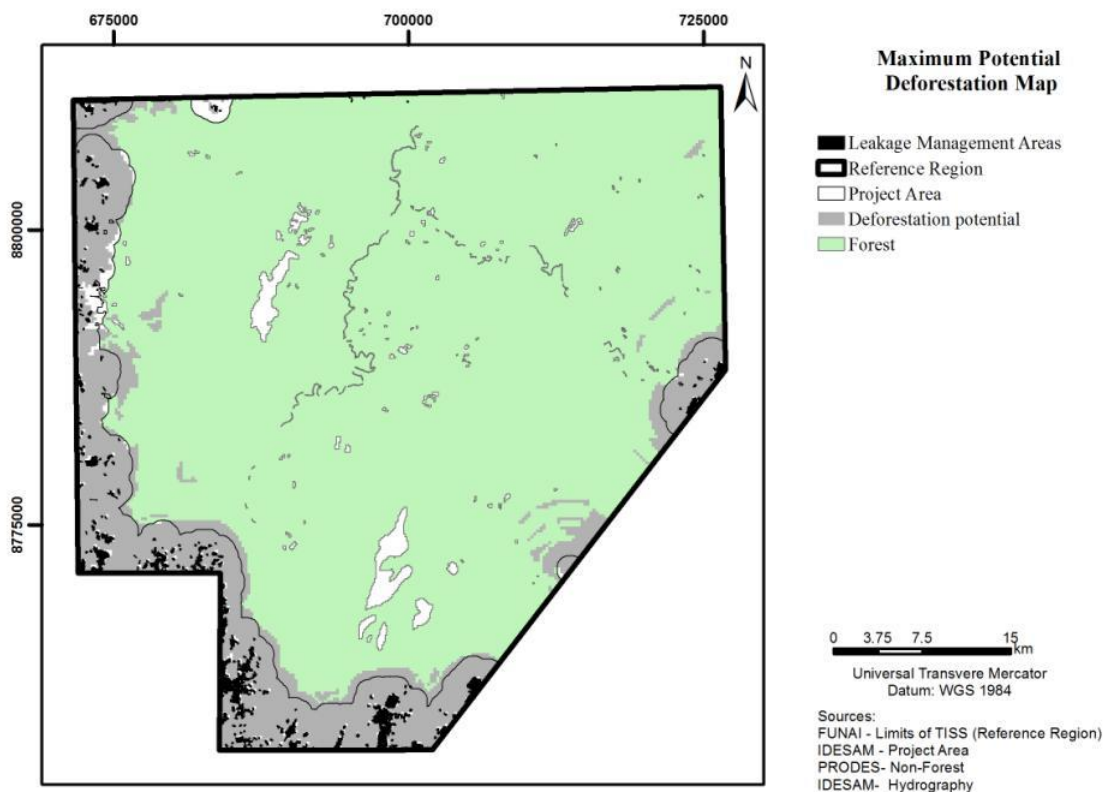 675000
700000
725000
8800000
8775000
N
Maximum Potential
Deforestation Map
Leakage Management Areas
Reference Region
Project Area
Deforestation potential
Forest
0 3.75 7.5 15
km
Universal Transvere Mercator
Datum: WGS 1984
Sources:
FUNAI - Limits of TISS (Reference Region)
IDESAM - Project Area
PRODES- Non-Forest
IDESAM- Hydrography